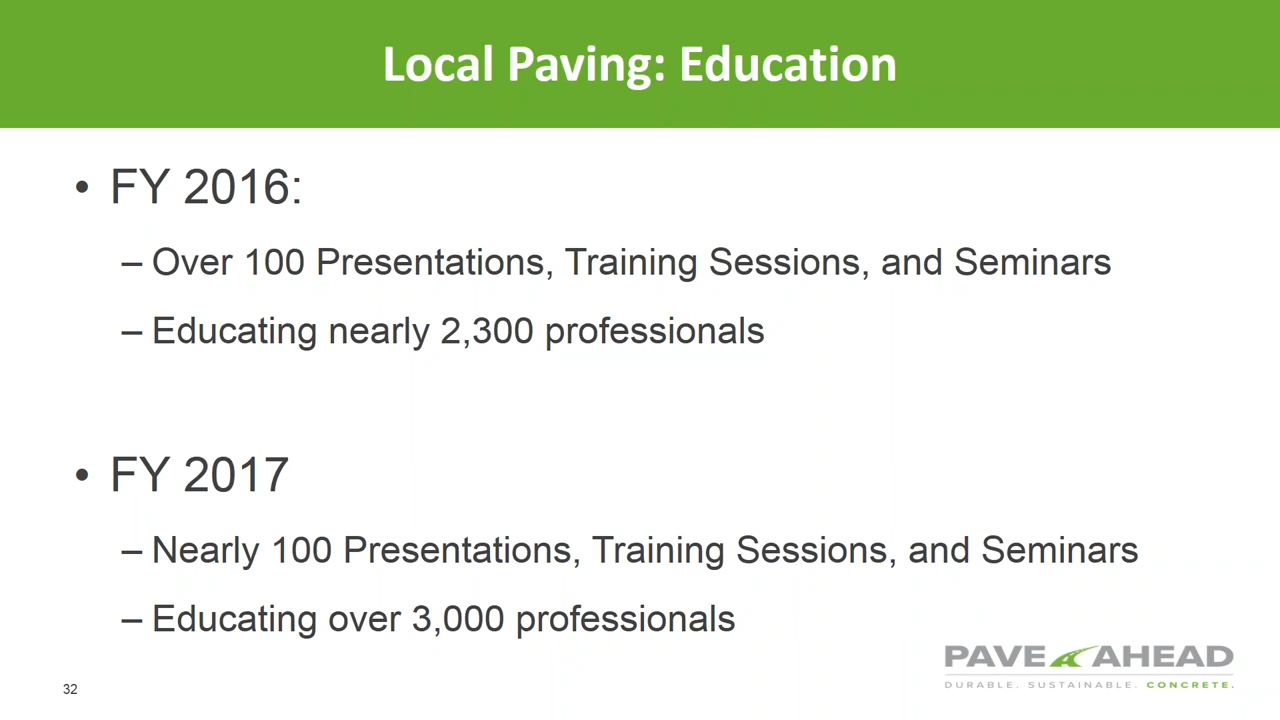 Local Paving: Education
• FY 2016:
– Over 100 Presentations, Training Sessions, and Seminars
– Educating nearly 2,300 professionals
• FY 2017
– Nearly 100 Presentations, Training Sessions, and Seminars
– Educating over 3,000 professionals
PAVE AHEAD
DURABLE. SUSTAINABLE. CONCRETE.
32